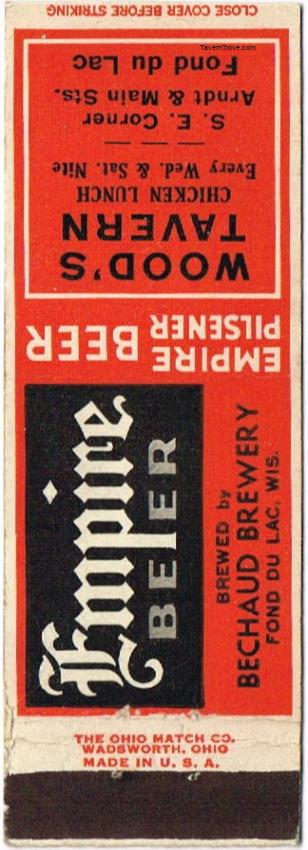 CLOSE COVER BEFORE STRIKING
TavernTrove.com
WOOD'S
TAVERN
CHICKEN LUNCH
Every Wed. & Sat. Nite
S. E. Corner
Arndt & Main Sts.
Fond du Lac
EMPIRE
PILSENER
BEER
Empire
BEER
BREWED by
BECHAUD BREWERY
FOND DU LAC, WIS.
THE OHIO MATCH CO.
WADSWORTH, OHIO
MADE IN U. S. A.